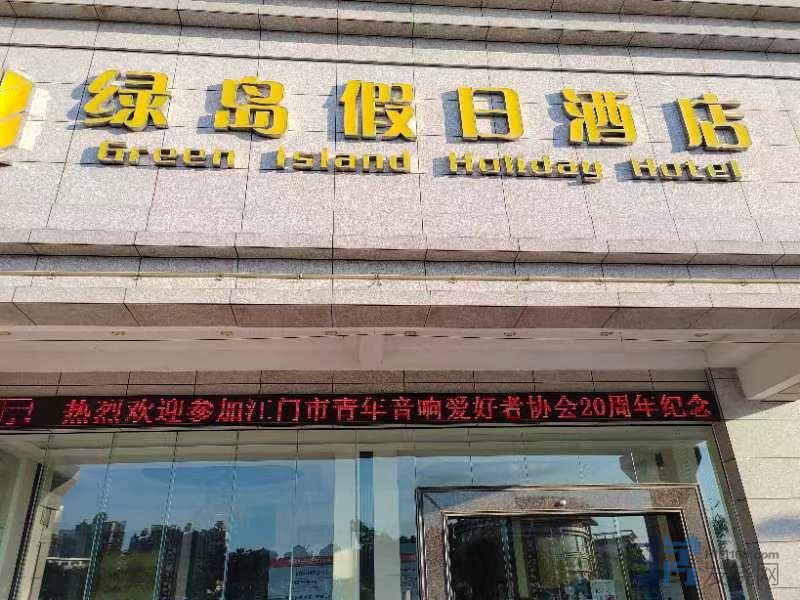 绿岛假日酒店
Green Island Holiday Hotel
热烈欢迎参加江门市青年音响爱好者协会20周年纪念